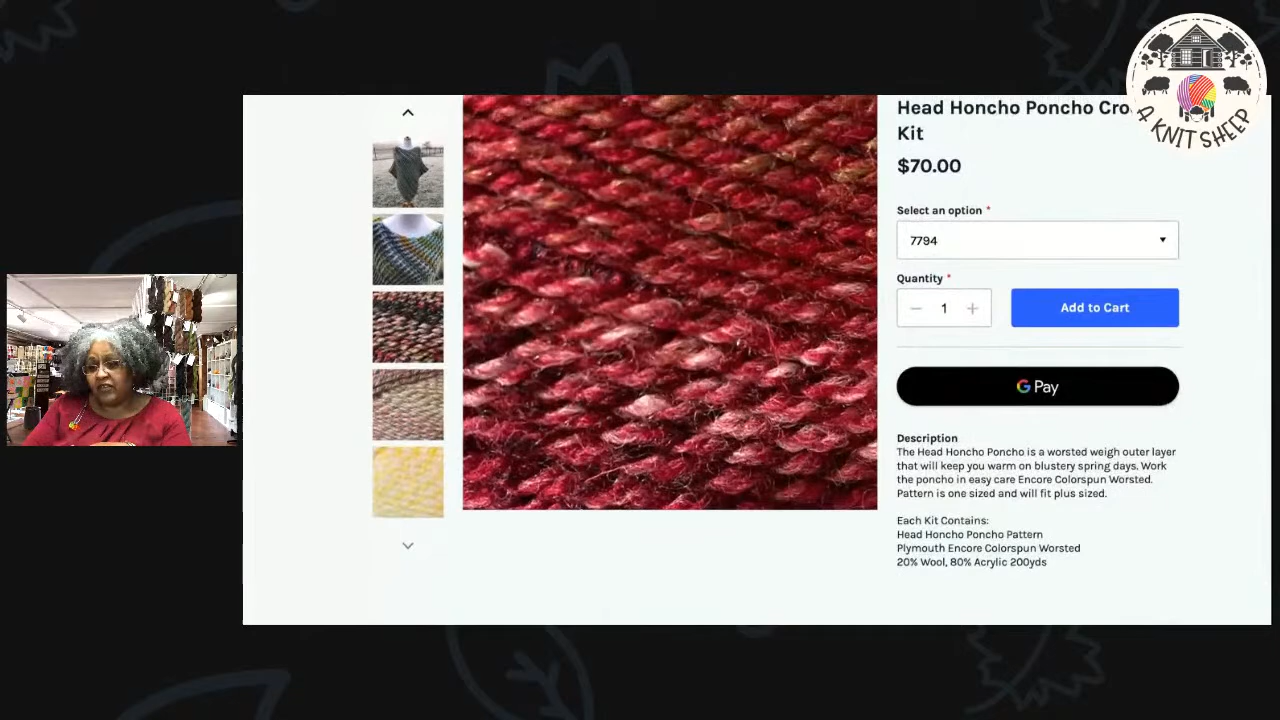 Head Honcho Poncho
Kit
$70.00
A KNIT SHEEP
Select an option *
7794
Quantity *
1
Add to Cart
G Pay
Description
The Head Honcho Poncho is a worsted weigh outer layer
that will keep you warm on blustery spring days. Work
the poncho in easy care Encore Colorspun Worsted.
Pattern is one sized and will fit plus sized.
Each Kit Contains:
Head Honcho Poncho Pattern
Plymouth Encore Colorspun Worsted
20% Wool, 80% Acrylic 200yds